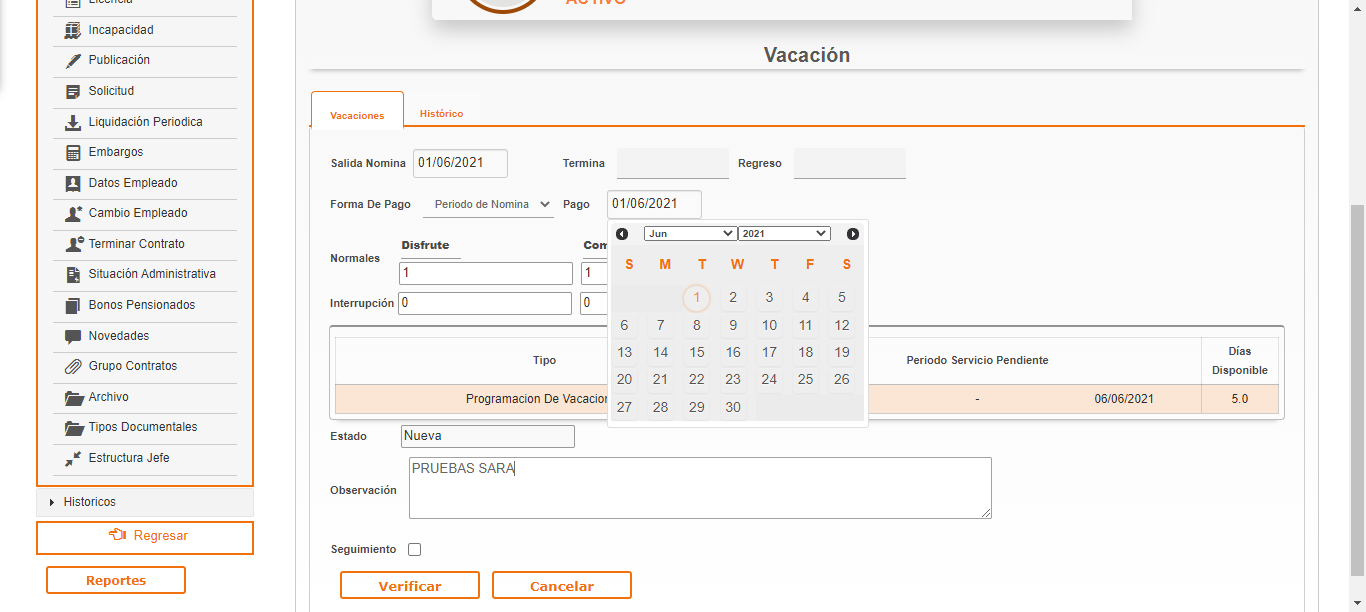 Licencia
Incapacidad
Publicación
Solicitud
Liquidación Periodica
Embargos
Datos Empleado
Cambio Empleado
Terminar Contrato
Situación Administrativa
Bonos Pensionados
Novedades
Grupo Contratos
Archivo
Tipos Documentales
Estructura Jefe
Historicos
Regresar
Reportes
ACTIVO
Vacación
Vacaciones Histórico
Salida Nomina 01/06/2021 Termina Regreso
Forma De Pago Periodo de Nomina Pago 01/06/2021
Jun 2021
S M T W T F S
1 2 3 4 5
6 7 8 9 10 11 12
13 14 15 16 17 18 19
20 21 22 23 24 25 26
27 28 29 30
Disfrute Com
Normales 1 1
Interrupción 0 0
Tipo Periodo Servicio Pendiente Días Disponible
Programacion De Vacacion - 06/06/2021 5.0
Estado Nueva
Observación PRUEBAS SARA
Seguimiento
Verificar Cancelar